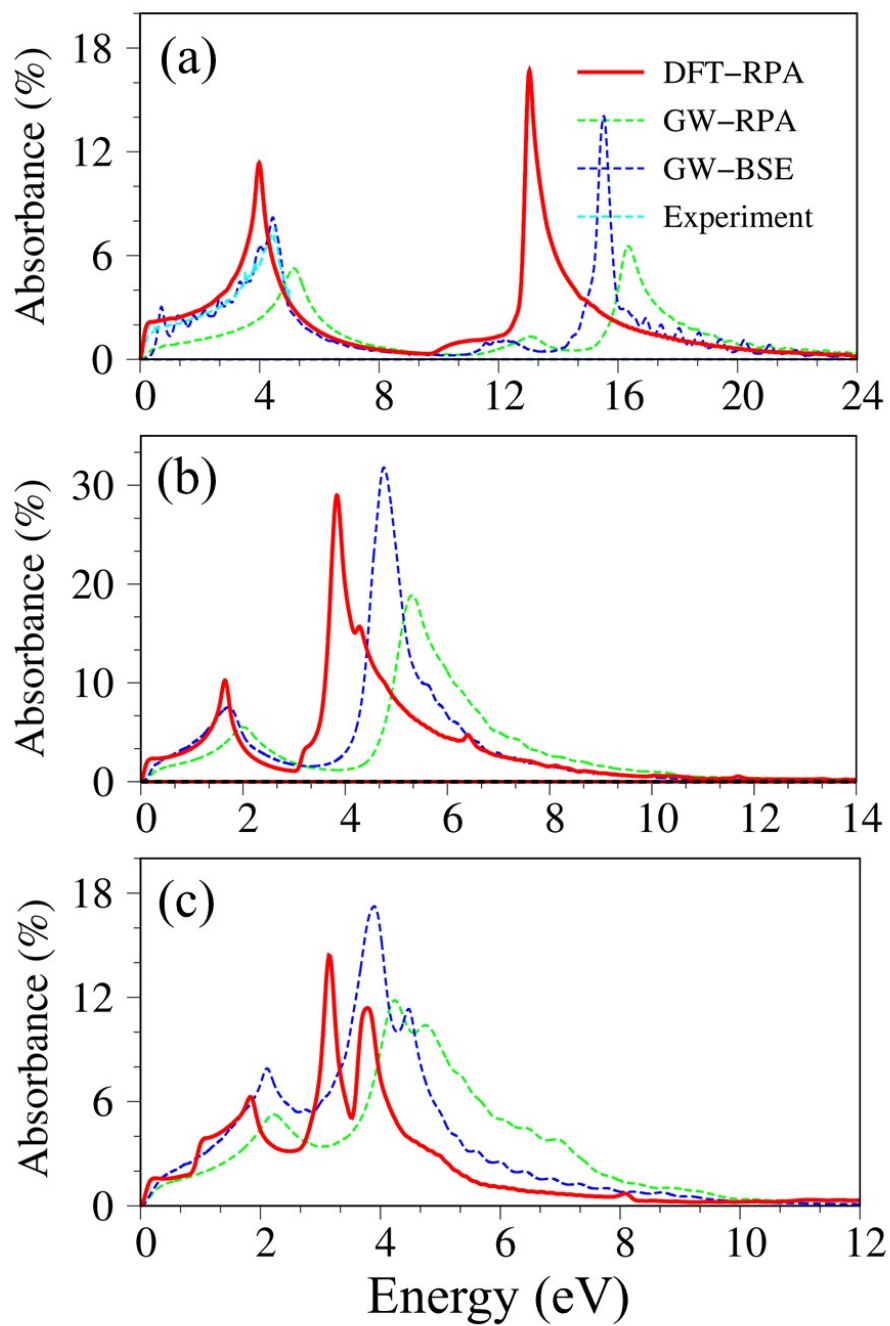 18
12
6
0
Absorbance (%)
(a)
DFT-RPA
GW-RPA
GW-BSE
Experiment
0 4 8 12 16 20 24
30
20
10
0
Absorbance (%)
(b)
0 2 4 6 8 10 12 14
18
12
6
0
Absorbance (%)
(c)
0 2 4 6 8 10 12
Energy (eV)